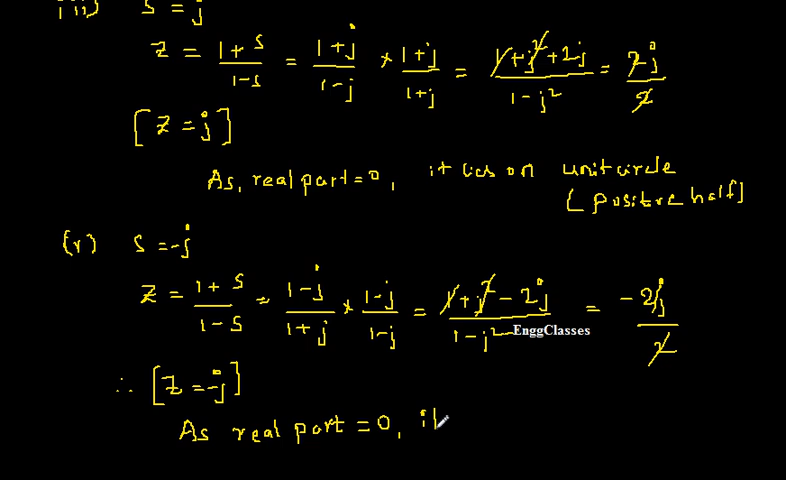 s = j
z = 1+s/1-s = 1+j/1-j × 1+j/1+j = 1+j²+2j/1-j² = 2j/2
[z = j]
As, real part = 0, it lies on unit circle
[positive half]
(v) s = -j
z = 1+s/1-s = 1-j/1+j × 1-j/1-j = 1+j²-2j/1-j² = -2j/2
EnggClasses
∴ [z = -j]
As real part = 0, it